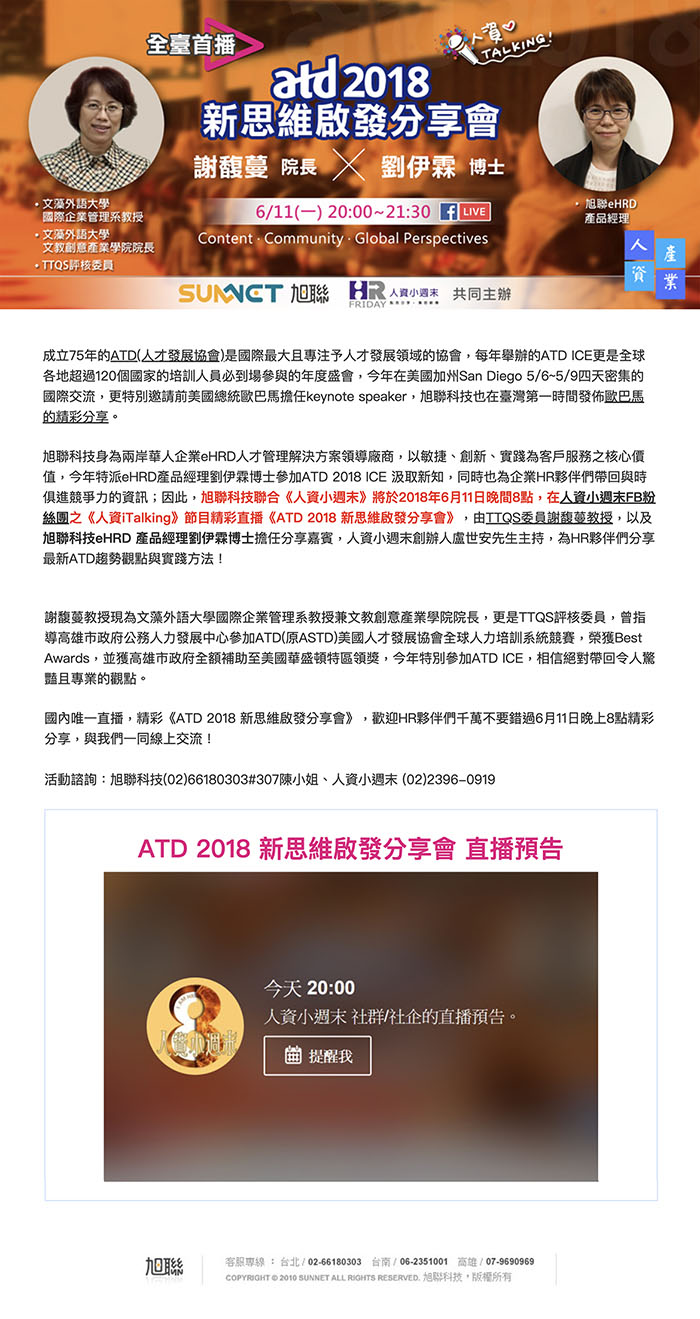 全臺首播
人資
TALKING!
atd 2018
新思維啟發分享會
謝馥蔓 院長 劉伊霖 博士
6/11(一) 20:00~21:30 f LIVE
Content · Community · Global Perspectives
• 文藻外語大學
國際企業管理系教授
• 文藻外語大學
文教創意產業學院院長
• TTQS評核委員
• 旭聯eHRD
產品經理
人資
產業
SUNNET 旭聯 HR FRIDAY 人資小週末 共同主辦
成立75年的ATD(人才發展協會)是國際最大且專注予人才發展領域的協會，每年舉辦的ATD ICE更是全球
各地超過120個國家的培訓人員必到場參與的年度盛會，今年在美國加州San Diego 5/6~5/9四天密集的
國際交流，更特別邀請前美國總統歐巴馬擔任keynote speaker，旭聯科技也在臺灣第一時間發佈歐巴馬
的精彩分享。
旭聯科技身為兩岸華人企業eHRD人才管理解決方案領導廠商，以敏捷、創新、實踐為客戶服務之核心價
值，今年特派eHRD產品經理劉伊霖博士參加ATD 2018 ICE 汲取新知，同時也為企業HR夥伴們帶回與時
俱進競爭力的資訊；因此，旭聯科技聯合《人資小週末》將於2018年6月11日晚間8點，在人資小週末FB粉
絲團之《人資iTalking》節目精彩直播《ATD 2018 新思維啟發分享會》，由TTQS委員謝馥蔓教授，以及
旭聯科技eHRD 產品經理劉伊霖博士擔任分享嘉賓，人資小週末創辦人盧世安先生主持，為HR夥伴們分享
最新ATD趨勢觀點與實踐方法！
謝馥蔓教授現為文藻外語大學國際企業管理系教授兼文教創意產業學院院長，更是TTQS評核委員，曾指
導高雄市政府公務人力發展中心參加ATD(原ASTD)美國人才發展協會全球人力培訓系統競賽，榮獲Best
Awards，並獲高雄市政府全額補助至美國華盛頓特區領獎，今年特別參加ATD ICE，相信絕對帶回令人驚
豔且專業的觀點。
國內唯一直播，精彩《ATD 2018 新思維啟發分享會》，歡迎HR夥伴們千萬不要錯過6月11日晚上8點精彩
分享，與我們一同線上交流！
活動諮詢：旭聯科技(02)66180303#307陳小姐、人資小週末 (02)2396-0919
ATD 2018 新思維啟發分享會 直播預告
今天 20:00
人資小週末 社群/社企的直播預告。
人資小週末
提醒我
旭聯
客服專線： 台北 / 02-66180303 台南 / 06-2351001 高雄 / 07-9690969
COPYRIGHT © 2010 SUNNET ALL RIGHTS RESERVED. 旭聯科技，版權所有